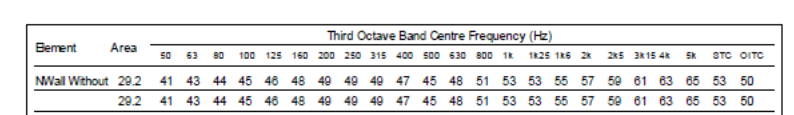 Third Octave Band Centre Frequency (Hz)
Element Area 50 63 80 100 125 160 200 250 315 400 500 630 800 1k 1k25 1k6 2k 2k5 3k15 4k 5k STC OITC
NWall Without 29.2 41 43 44 45 46 48 49 49 49 47 45 48 51 53 53 55 57 59 61 63 65 53 50
29.2 41 43 44 45 46 48 49 49 49 47 45 48 51 53 53 55 57 59 61 63 65 53 50